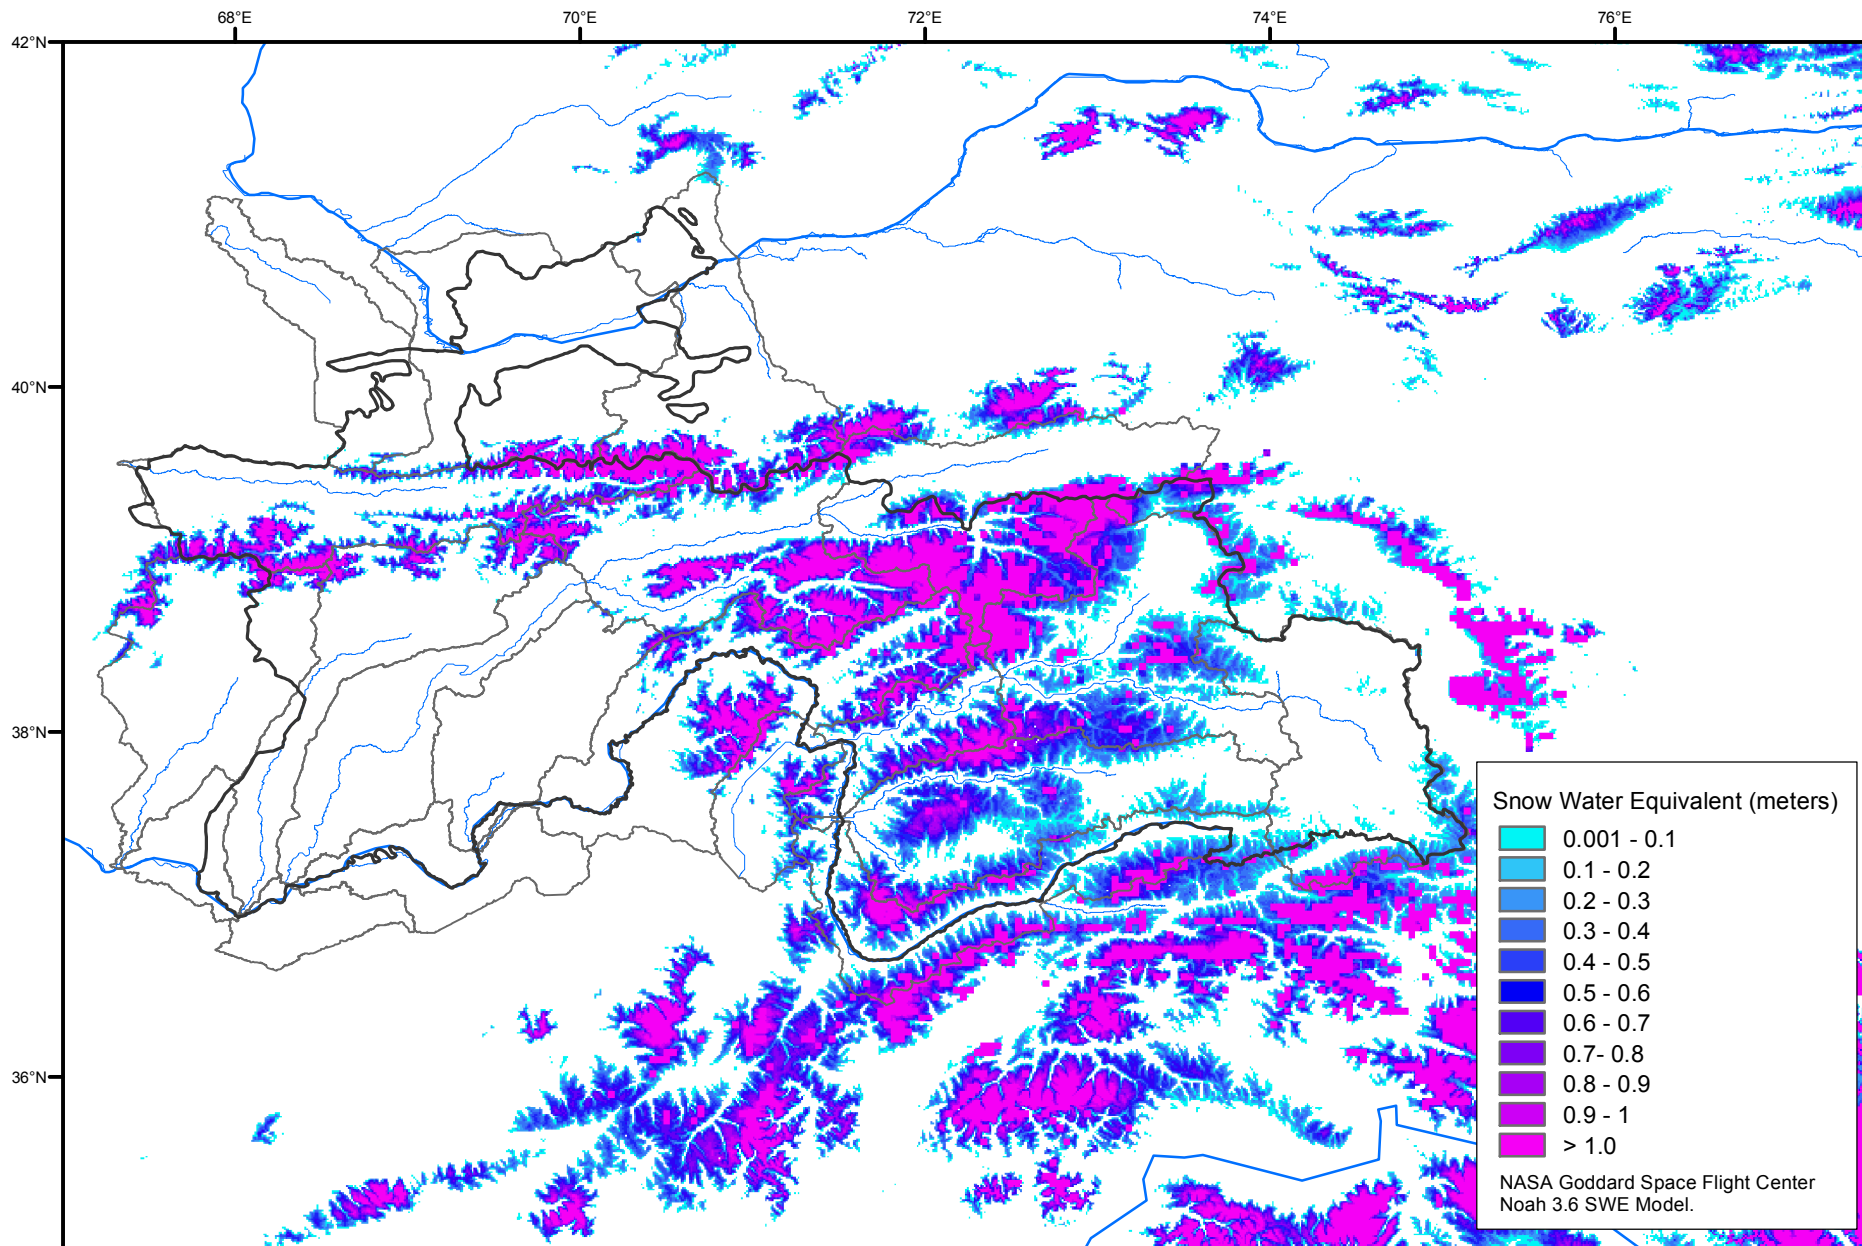 68°E 70°E 72°E 74°E 76°E
42°N
40°N
38°N
36°N
Snow Water Equivalent (meters)
0.001 - 0.1
0.1 - 0.2
0.2 - 0.3
0.3 - 0.4
0.4 - 0.5
0.5 - 0.6
0.6 - 0.7
0.7- 0.8
0.8 - 0.9
0.9 - 1
> 1.0
NASA Goddard Space Flight Center
Noah 3.6 SWE Model.